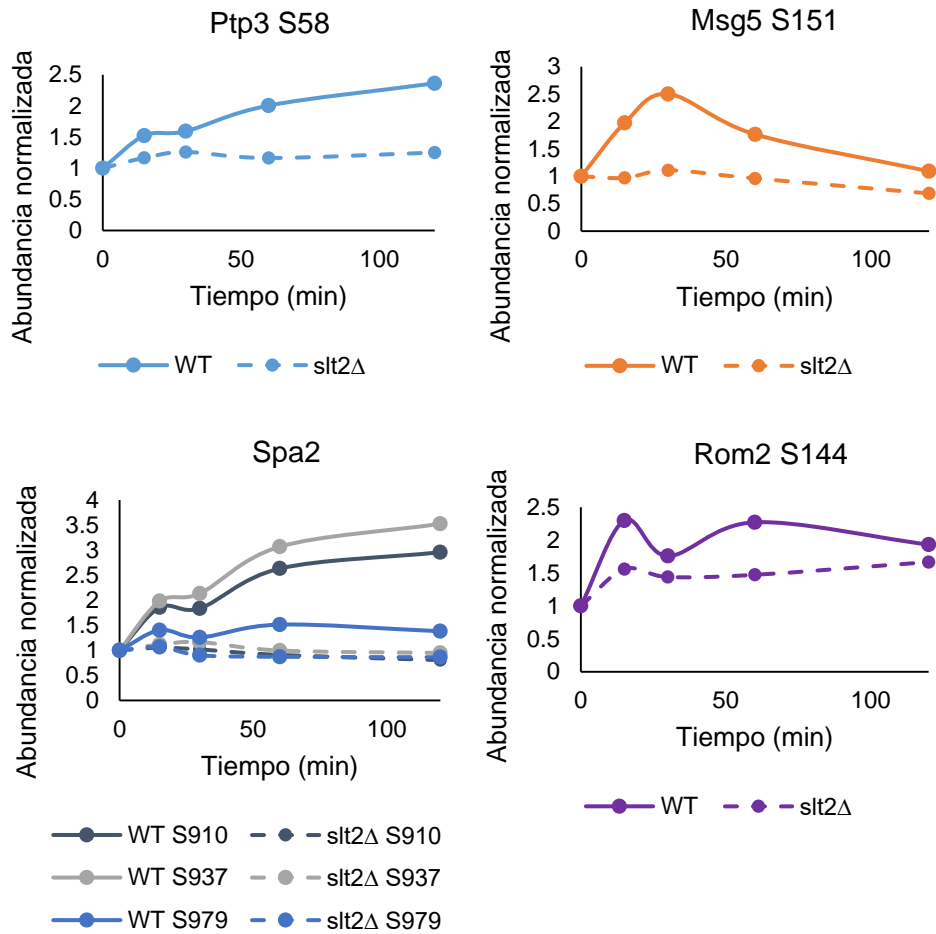 Ptp3 S58
Abundancia normalizada
2.5
2
1.5
1
0.5
0
0 50 100
Tiempo (min)
WT slt2Δ
Msg5 S151
Abundancia normalizada
3
2.5
2
1.5
1
0.5
0
0 50 100
Tiempo (min)
WT slt2Δ
Spa2
Abundancia normalizada
4
3.5
3
2.5
2
1.5
1
0.5
0
0 50 100
Tiempo (min)
WT S910 slt2Δ S910
WT S937 slt2Δ S937
WT S979 slt2Δ S979
Rom2 S144
Abundancia normalizada
2.5
2
1.5
1
0.5
0
0 50 100
Tiempo (min)
WT slt2Δ